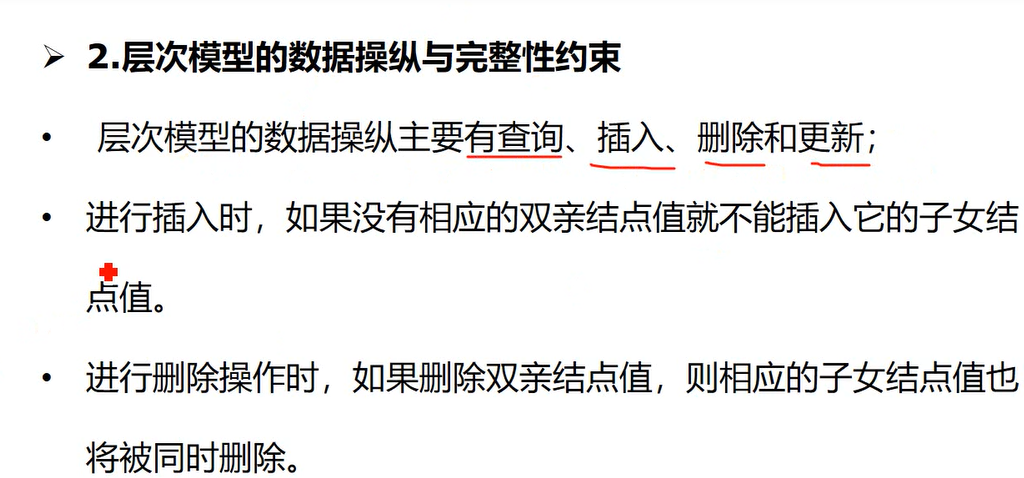 ➢ 2.层次模型的数据操纵与完整性约束
• 层次模型的数据操纵主要有查询、插入、删除和更新；
• 进行插入时，如果没有相应的双亲结点值就不能插入它的子女结
点值。
• 进行删除操作时，如果删除双亲结点值，则相应的子女结点值也
将被同时删除。